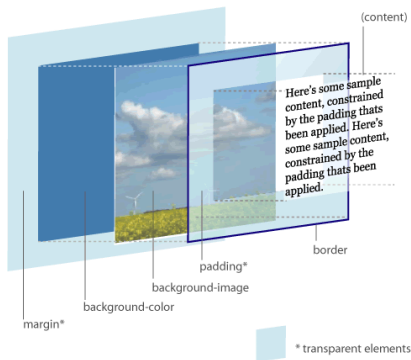 (content)
Here's some sample
content, constrained
by the padding thats
been applied. Here's
some sample content,
constrained by the
padding thats been
applied.
border
padding*
background-image
background-color
margin*
* transparent elements